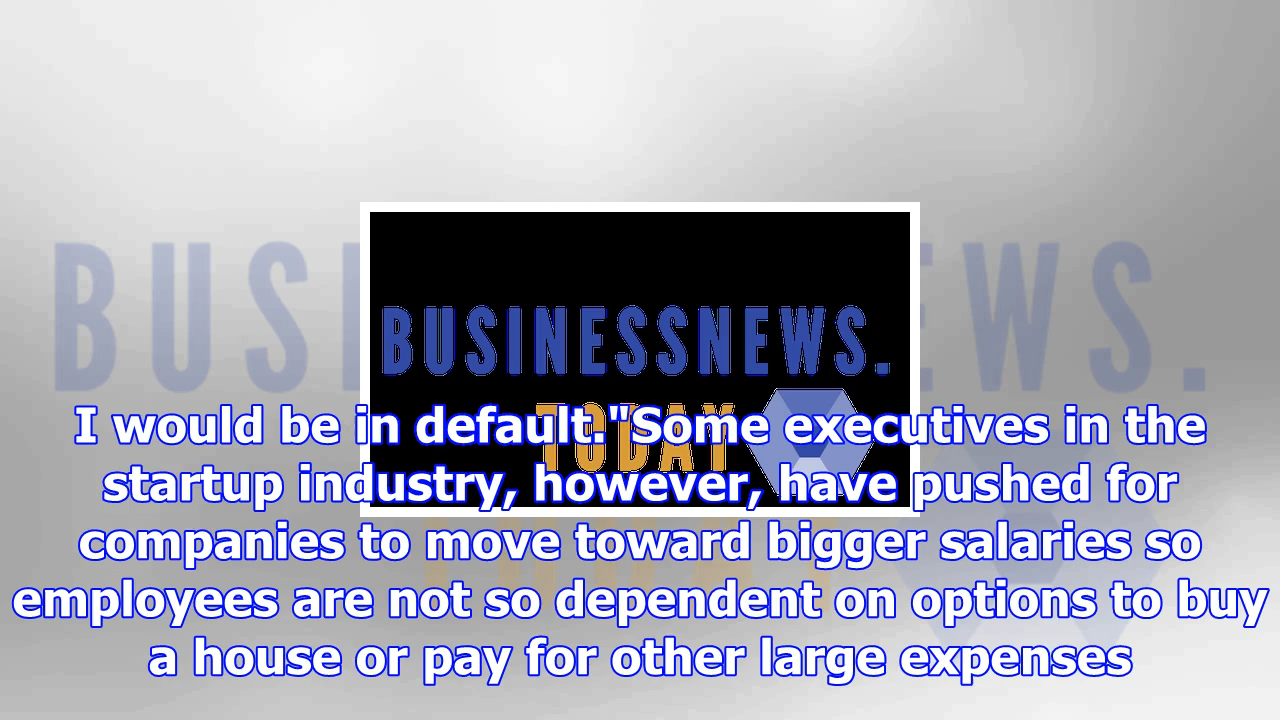 BUSINESSNEWS.
TODAY
I would be in default."Some executives in the
startup industry, however, have pushed for
companies to move toward bigger salaries so
employees are not so dependent on options to buy
a house or pay for other large expenses